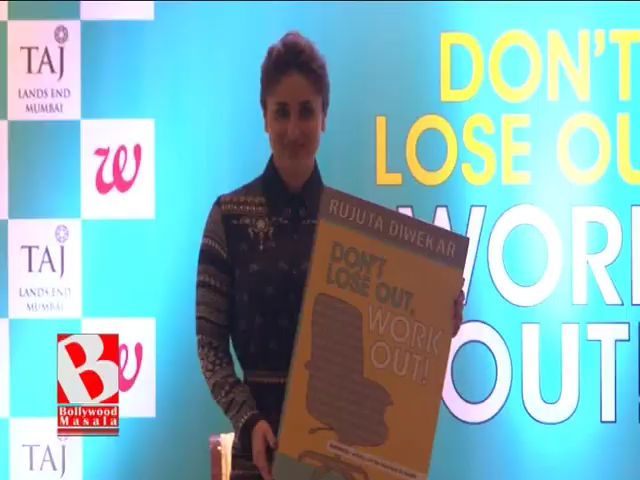 TAJ
LANDS END
MUMBAI
w
TAJ
LANDS END
MUMBAI
w
TAJ
DON'T
LOSE OU
WORK
OUT!
RUJUTA DIWEKAR
DON'T
LOSE OUT,
WORK
OUT!
B
Bollywood
Masala